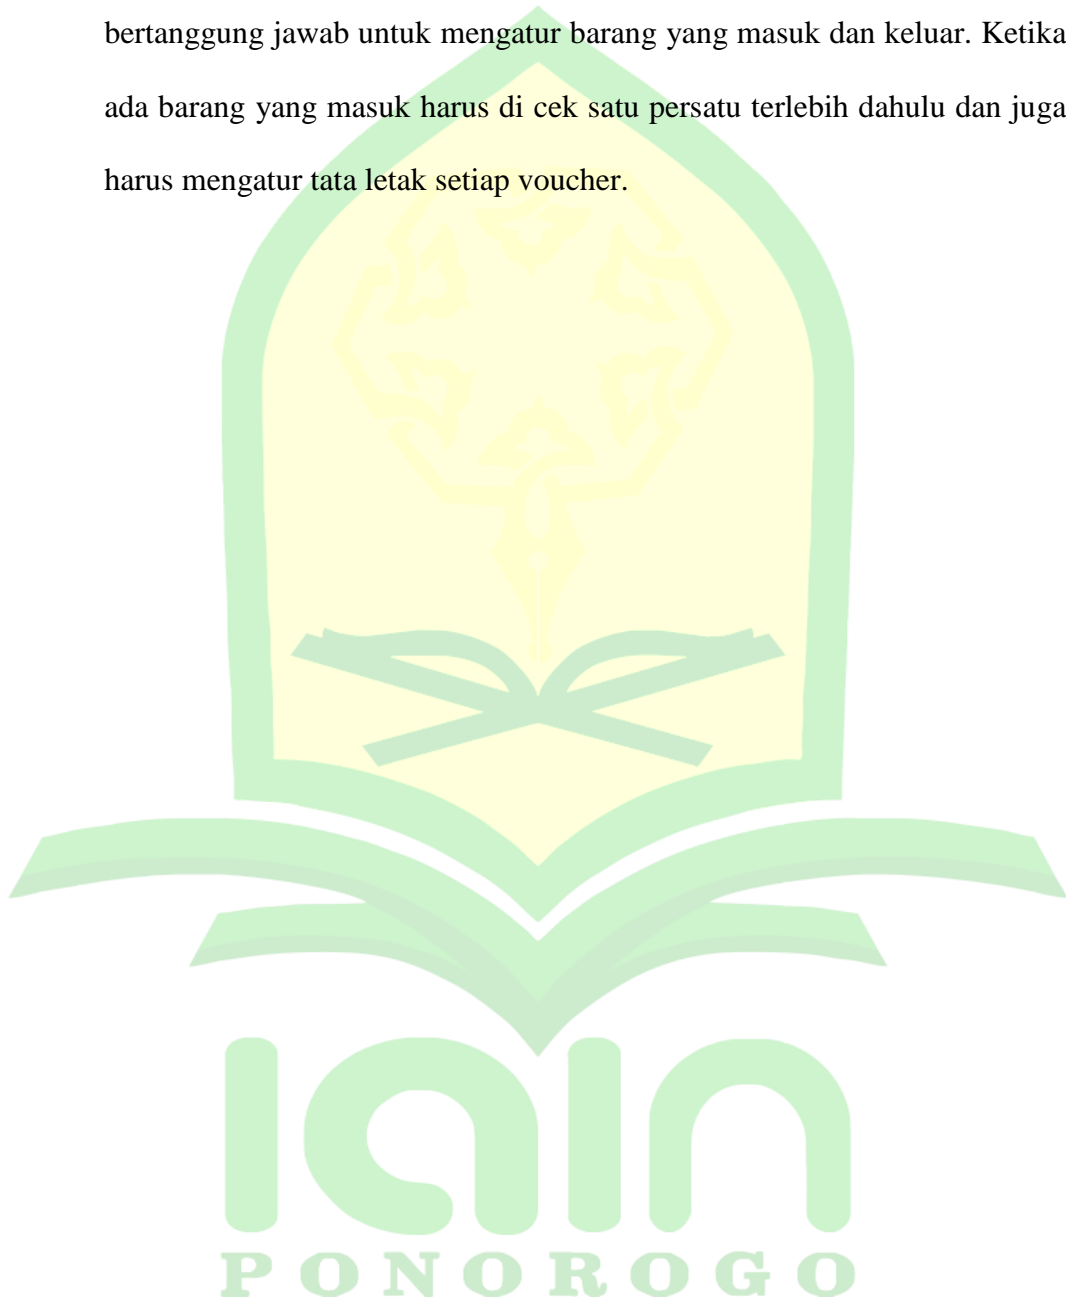 bertanggung jawab untuk mengatur barang yang masuk dan keluar. Ketika
ada barang yang masuk harus di cek satu persatu terlebih dahulu dan juga
harus mengatur tata letak setiap voucher.
iain
PONOROGO